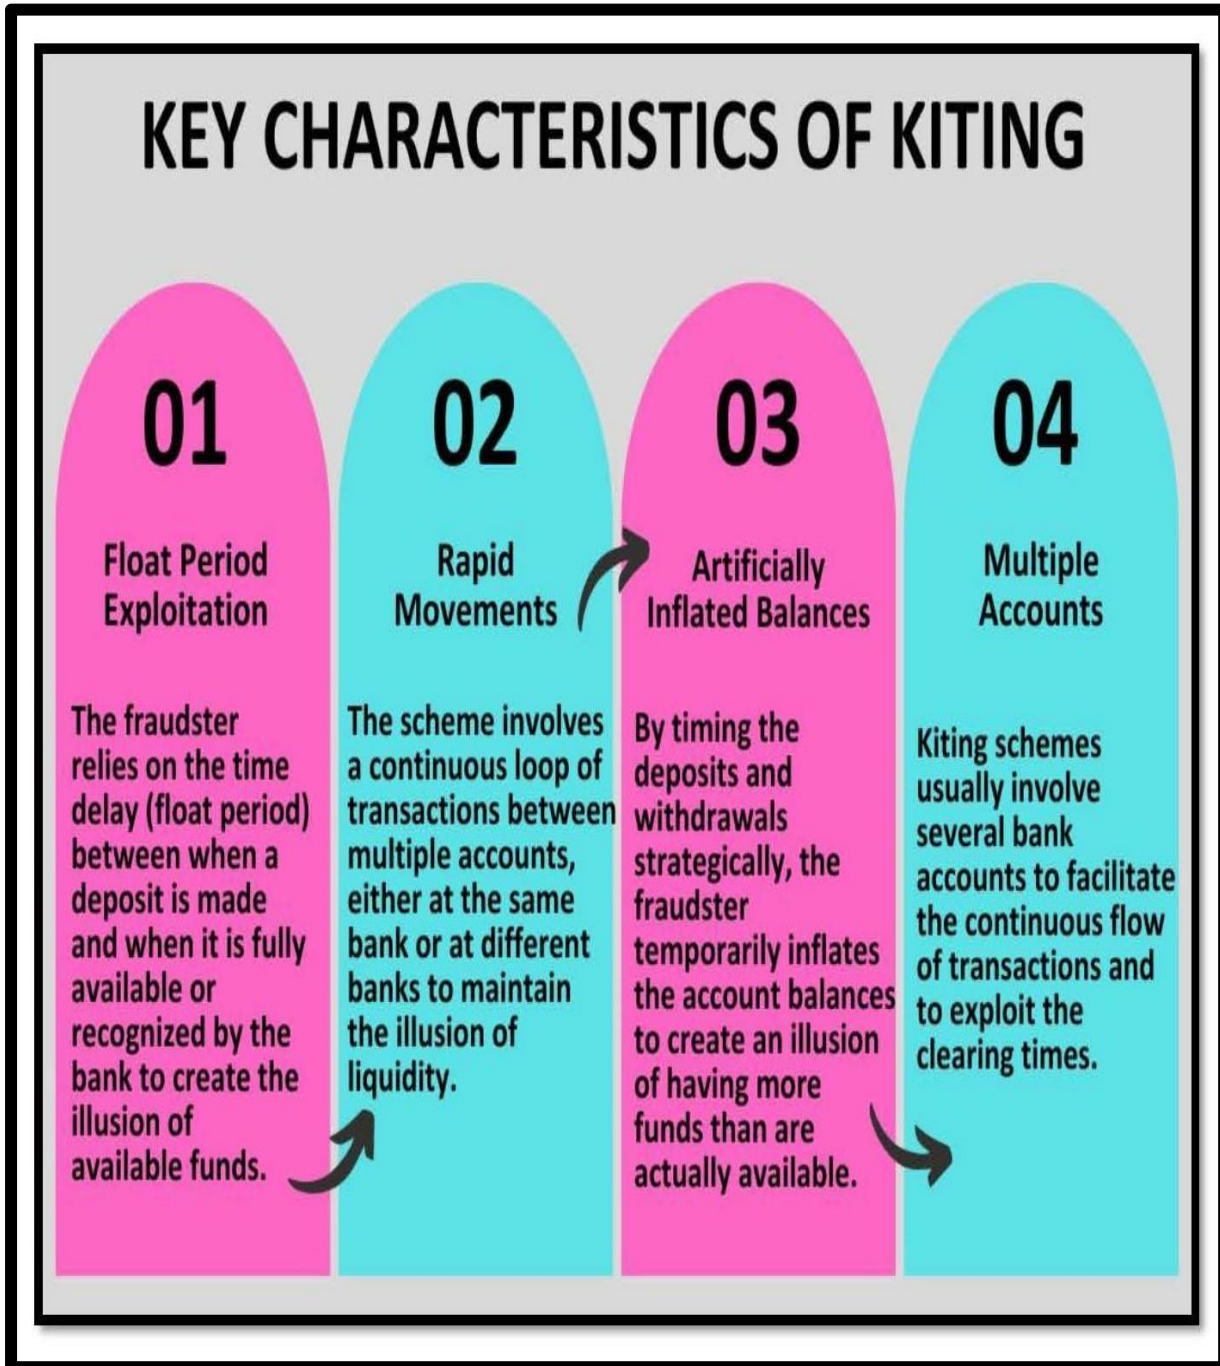 KEY CHARACTERISTICS OF KITING
01
Float Period
Exploitation
The fraudster
relies on the time
delay (float period)
between when a
deposit is made
and when it is fully
available or
recognized by the
bank to create the
illusion of
available funds.
02
Rapid
Movements
The scheme involves
a continuous loop of
transactions between
multiple accounts,
either at the same
bank or at different
banks to maintain
the illusion of
liquidity.
03
Artificially
Inflated Balances
By timing the
deposits and
withdrawals
strategically, the
fraudster
temporarily inflates
the account balances
to create an illusion
of having more
funds than are
actually available.
04
Multiple
Accounts
Kiting schemes
usually involve
several bank
accounts to facilitate
the continuous flow
of transactions and
to exploit the
clearing times.